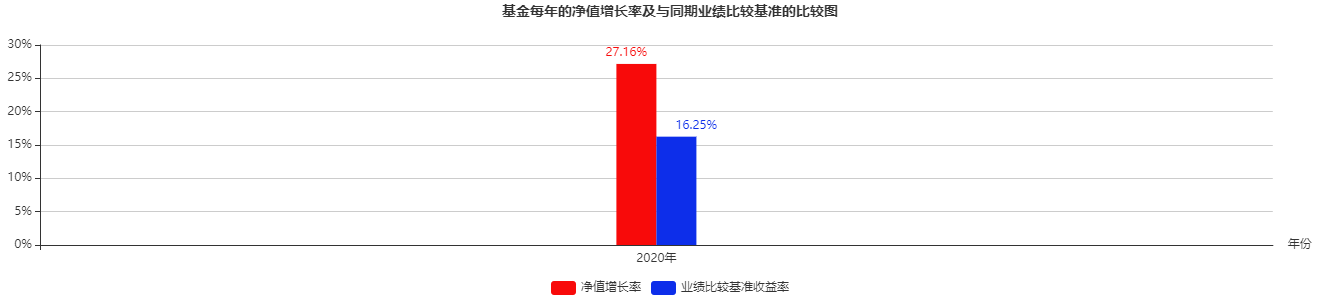 基金每年的净值增长率及与同期业绩比较基准的比较图
30%
27.16%
25%
20%
16.25%
15%
10%
5%
0%
年份
2020年
净值增长率 业绩比较基准收益率